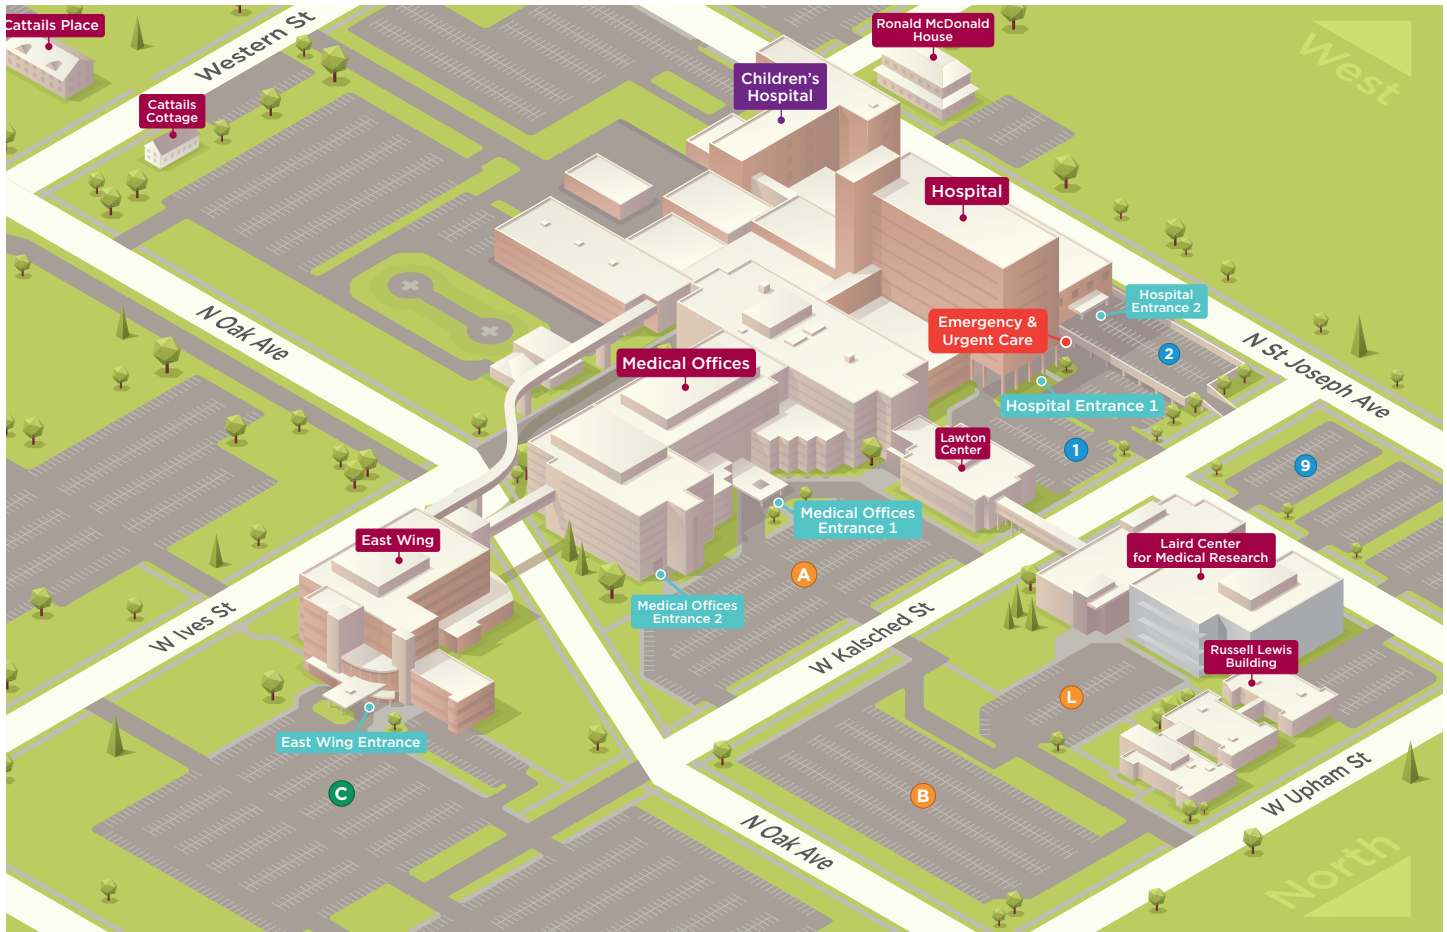 Cattails Place
Western St
Ronald McDonald
House
West
Children's
Hospital
Cattails
Cottage
Hospital
Hospital
Entrance 2
N Oak Ave
Emergency &
Urgent Care
2
N St Joseph Ave
Medical Offices
Hospital Entrance 1
Lawton
Center
1
9
Medical Offices
Entrance 1
East Wing
Laird Center
for Medical Research
A
W Ives St
Medical Offices
Entrance 2
W Kalsched St
Russell Lewis
Building
L
East Wing Entrance
C
B
W Upham St
N Oak Ave
North